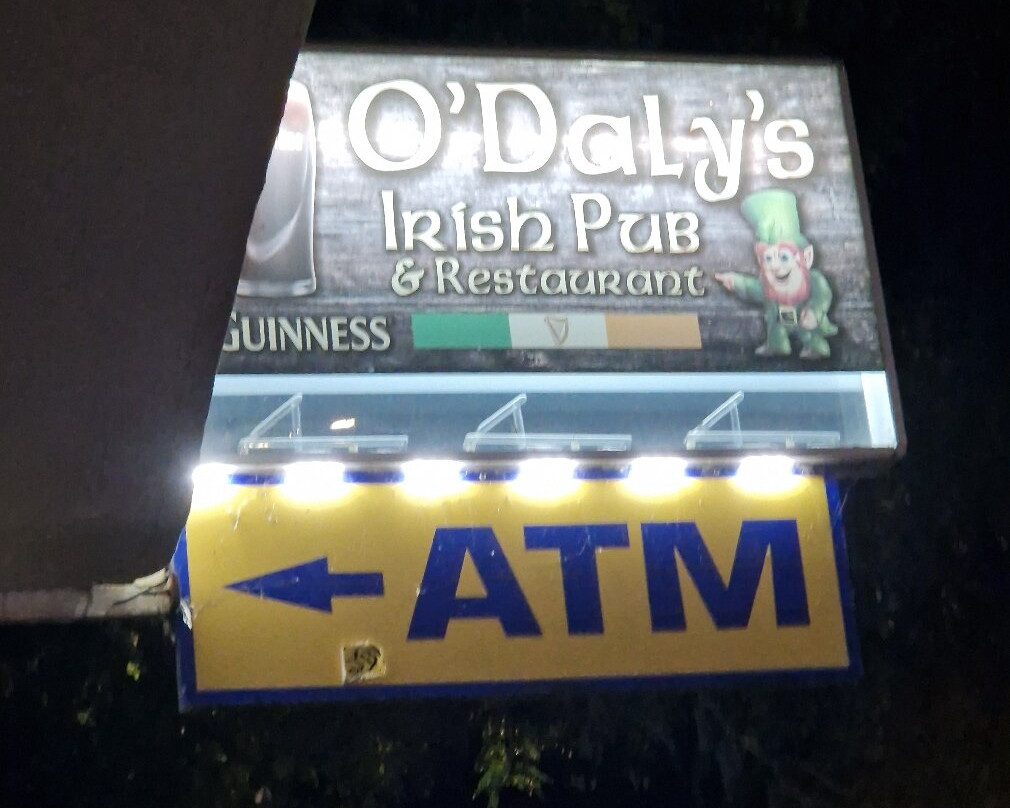 O'Daly's
Irish Pub
& Restaurant
GUINNESS
ATM